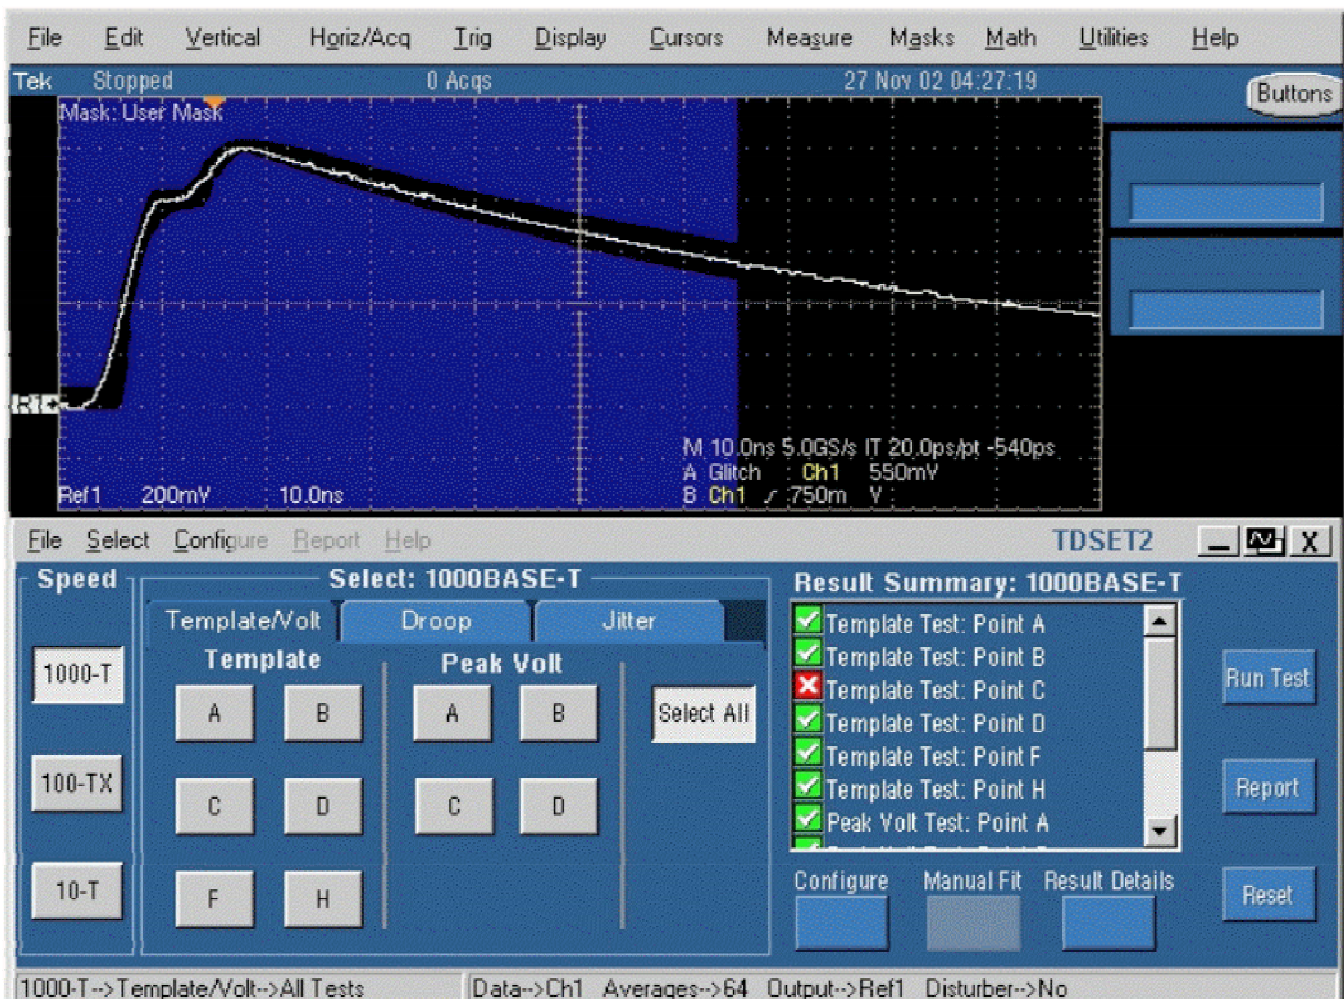 File Edit Vertical Horiz/Acq Trig Display Cursors Measure Masks Math Utilities Help
Tek Stopped 0 Acqs 27 Nov 02 04:27:19
Buttons
Mask: User Mask
M 10.0ns 5.0GS/s IT 20.0ps/pt -540ps
A Glitch Ch1 550mV
B Ch1 750m V
Ref1 200mV 10.0ns
File Select Configure Report Help TDSET2 X
Speed
Select: 1000BASE-T
Result Summary: 1000BASE-T
Template/Volt Droop Jitter
Template Peak Volt
1000-T
100-TX
10-T
A B A B Select All
C D C D
F H
Template Test: Point A
Template Test: Point B
Template Test: Point C
Template Test: Point D
Template Test: Point F
Template Test: Point H
Peak Volt Test: Point A
Run Test
Report
Reset
Configure Manual Fit Result Details
1000-T-->Template/Volt-->All Tests Data-->Ch1 Averages-->64 Output-->Ref1 Disturber-->No